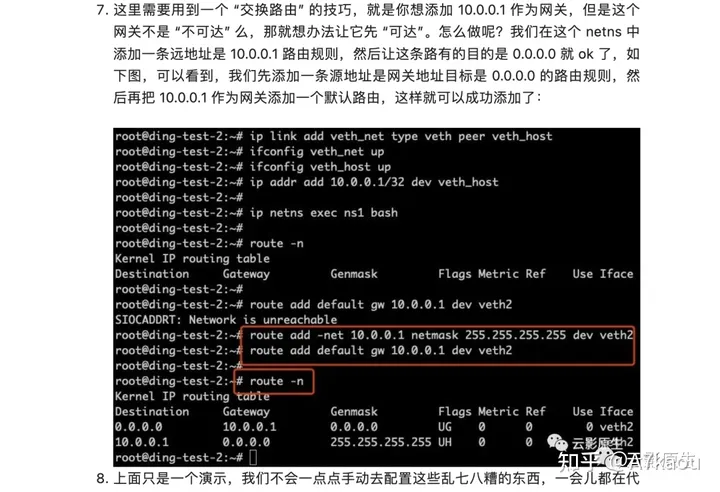 7. 这里需要用到一个 “交换路由” 的技巧，就是你想添加 10.0.0.1 作为网关，但是这个
网关不是 “不可达” 么，那就想办法让它先 “可达”。怎么做呢？我们在这个 netns 中
添加一条远地址是 10.0.0.1 路由规则，然后让这条路有的目的是 0.0.0.0 就 ok 了，如
下图，可以看到，我们先添加一条源地址是网关地址目标是 0.0.0.0 的路由规则，然
后再把 10.0.0.1 作为网关添加一个默认路由，这样就可以成功添加了：
root@ding-test-2:~# ip link add veth_net type veth peer veth_host
root@ding-test-2:~# ifconfig veth_net up
root@ding-test-2:~# ifconfig veth_host up
root@ding-test-2:~# ip addr add 10.0.0.1/32 dev veth_host
root@ding-test-2:~#
root@ding-test-2:~# ip netns exec ns1 bash
root@ding-test-2:~#
root@ding-test-2:~# route -n
Kernel IP routing table
Destination Gateway Genmask Flags Metric Ref Use Iface
root@ding-test-2:~#
root@ding-test-2:~# route add default gw 10.0.0.1 dev veth2
SIOCADDRT: Network is unreachable
root@ding-test-2:~# route add -net 10.0.0.1 netmask 255.255.255.255 dev veth2
root@ding-test-2:~# route add default gw 10.0.0.1 dev veth2
root@ding-test-2:~#
root@ding-test-2:~# route -n
Kernel IP routing table
Destination Gateway Genmask Flags Metric Ref Use Iface
0.0.0.0 10.0.0.1 0.0.0.0 UG 0 0 0 veth2
10.0.0.1 0.0.0.0 255.255.255.255 UH 0 0
root@ding-test-2:~#
云影原生
知乎
8. 上面只是一个演示，我们不会一点点手动去配置这些乱七八糟的东西，一会儿都在代